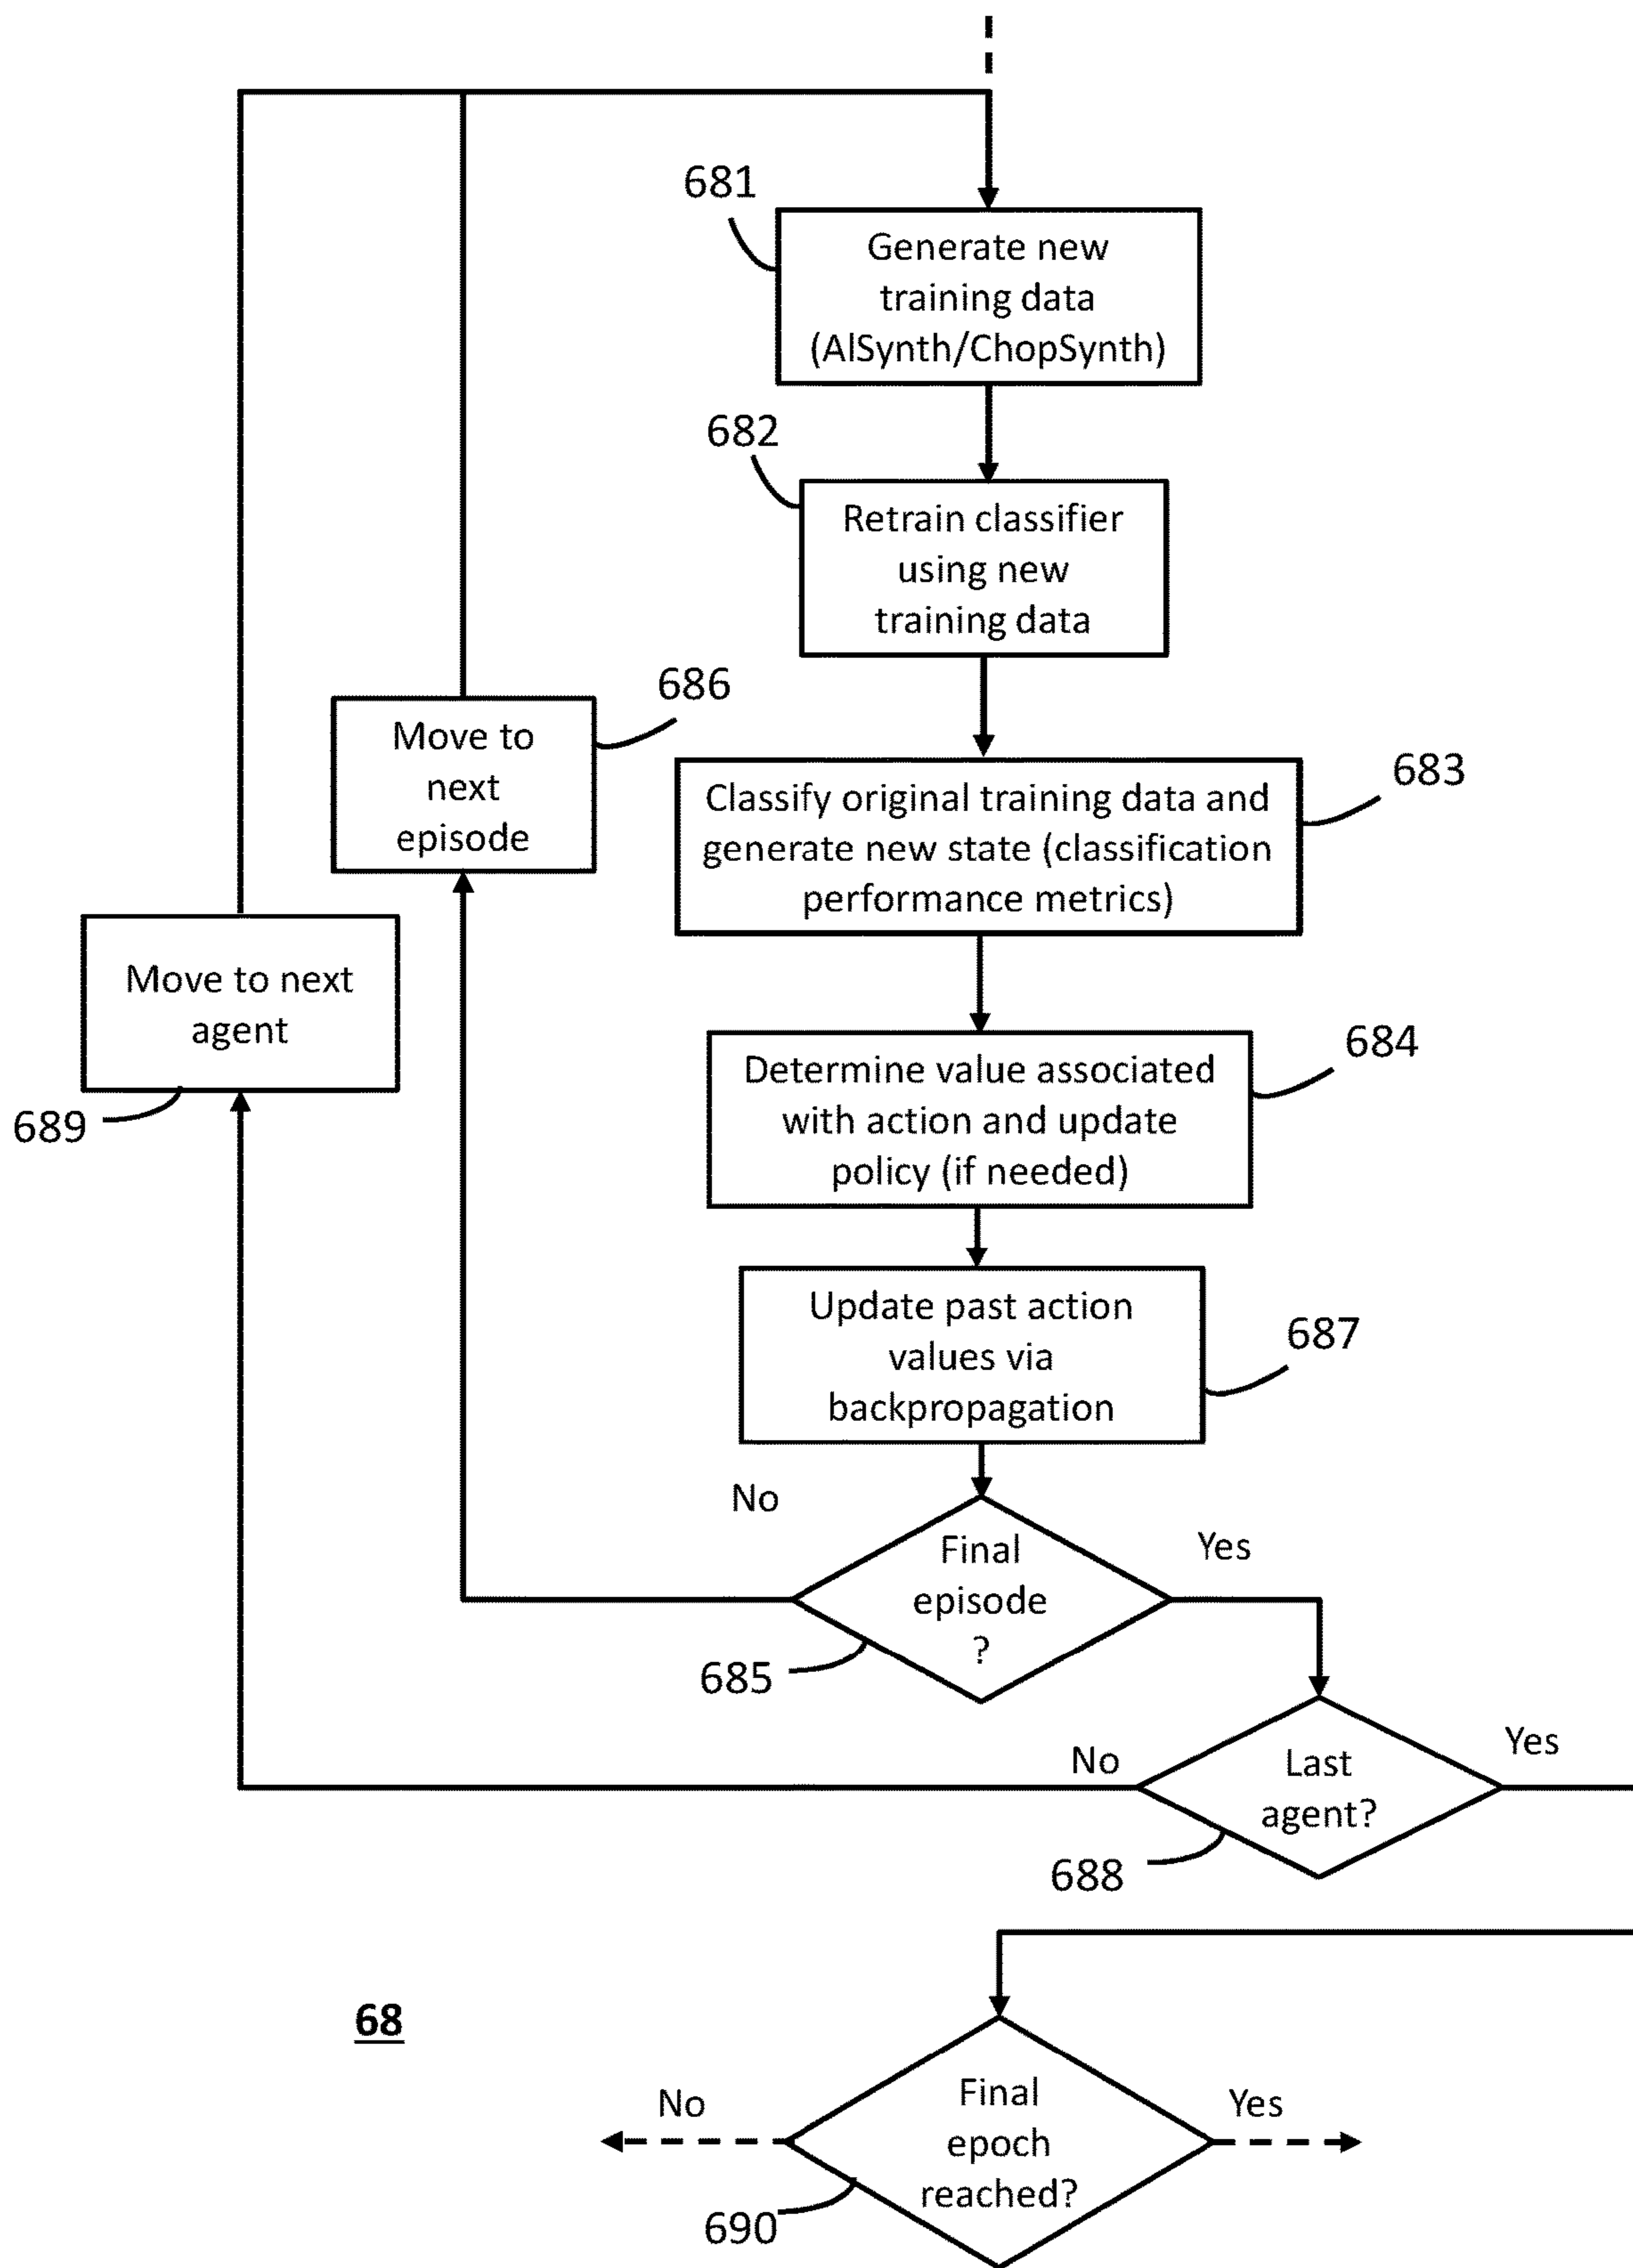 681
Generate new
training data
(AlSynth/ChopSynth)
682
Retrain classifier
using new
training data
686
Move to
next
episode
683
Classify original training data and
generate new state (classification
performance metrics)
Move to next
agent
689
684
Determine value associated
with action and update
policy (if needed)
Update past action
values via
backpropagation
687
No
Final
episode
?
Yes
685
No
Last
agent?
Yes
688
68
No
Final
epoch
reached?
Yes
690